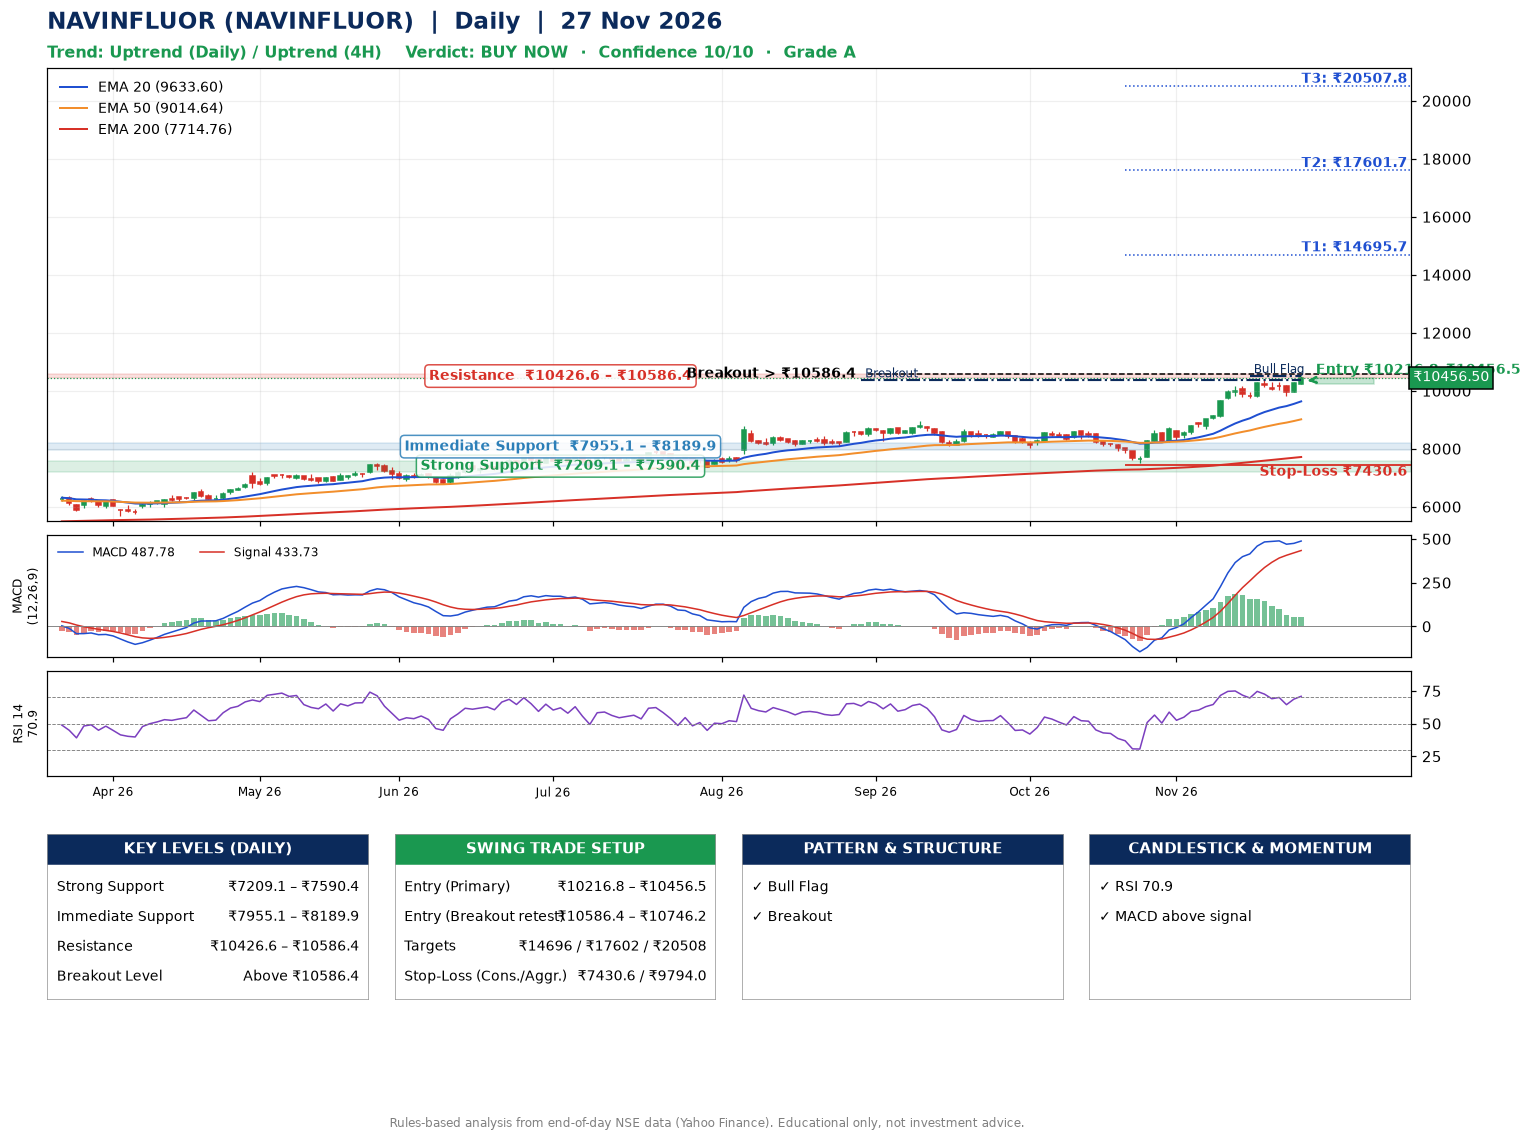 NAVINFLUOR (NAVINFLUOR) | Daily | 27 Nov 2026
Trend: Uptrend (Daily) / Uptrend (4H) Verdict: BUY NOW · Confidence 10/10 · Grade A
EMA 20 (9633.60)
EMA 50 (9014.64)
EMA 200 (7714.76)
T3: ₹20507.8
T2: ₹17601.7
T1: ₹14695.7
20000
18000
16000
14000
12000
10000
8000
6000
Resistance ₹10426.6 – ₹10586.4
Breakout > ₹10586.4
Breakout
Bull Flag
Entry
₹10456.50
Immediate Support ₹7955.1 – ₹8189.9
Strong Support ₹7209.1 – ₹7590.4
Stop-Loss ₹7430.6
MACD 487.78 Signal 433.73
MACD
(12,26,9)
500
250
0
RSI 14
70.9
75
50
25
Apr 26 May 26 Jun 26 Jul 26 Aug 26 Sep 26 Oct 26 Nov 26
KEY LEVELS (DAILY)
Strong Support ₹7209.1 – ₹7590.4
Immediate Support ₹7955.1 – ₹8189.9
Resistance ₹10426.6 – ₹10586.4
Breakout Level Above ₹10586.4
SWING TRADE SETUP
Entry (Primary) ₹10216.8 – ₹10456.5
Entry (Breakout retest) ₹10586.4 – ₹10746.2
Targets ₹14696 / ₹17602 / ₹20508
Stop-Loss (Cons./Aggr.) ₹7430.6 / ₹9794.0
PATTERN & STRUCTURE
✓ Bull Flag
✓ Breakout
CANDLESTICK & MOMENTUM
✓ RSI 70.9
✓ MACD above signal
Rules-based analysis from end-of-day NSE data (Yahoo Finance). Educational only, not investment advice.